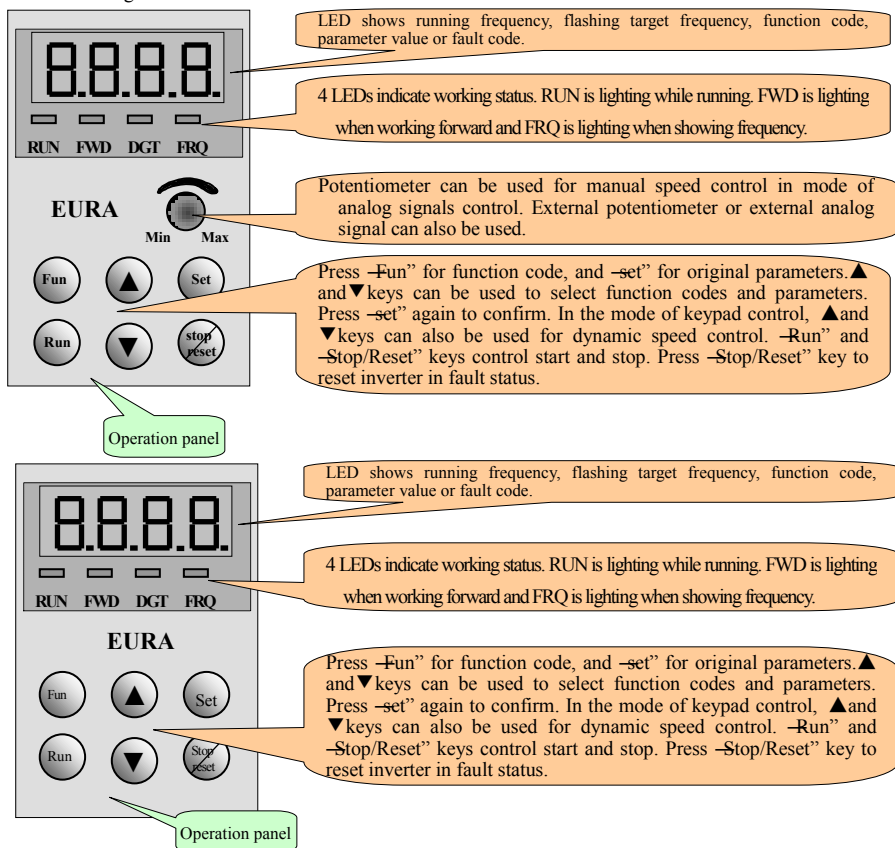 LED shows running frequency, flashing target frequency, function code,
parameter value or fault code.
8.8.8.8.
4 LEDs indicate working status. RUN is lighting while running. FWD is lighting
when working forward and FRQ is lighting when showing frequency.
RUN FWD DGT FRQ
EURA
Min Max
Potentiometer can be used for manual speed control in mode of
analog signals control. External potentiometer or external analog
signal can also be used.
Fun ▲ Set
Run ▼ stop
reset
Press ―Fun” for function code, and ―set” for original parameters.▲
and▼keys can be used to select function codes and parameters.
Press ―set” again to confirm. In the mode of keypad control, ▲and
▼keys can also be used for dynamic speed control. ―Run” and
―Stop/Reset” keys control start and stop. Press ―Stop/Reset” key to
reset inverter in fault status.
Operation panel
LED shows running frequency, flashing target frequency, function code,
parameter value or fault code.
8.8.8.8.
4 LEDs indicate working status. RUN is lighting while running. FWD is lighting
when working forward and FRQ is lighting when showing frequency.
RUN FWD DGT FRQ
EURA
Fun ▲ Set
Run ▼ Stop
reset
Press ―Fun” for function code, and ―set” for original parameters.▲
and▼keys can be used to select function codes and parameters.
Press ―set” again to confirm. In the mode of keypad control, ▲and
▼keys can also be used for dynamic speed control. ―Run” and
―Stop/Reset” keys control start and stop. Press ―Stop/Reset” key to
reset inverter in fault status.
Operation panel